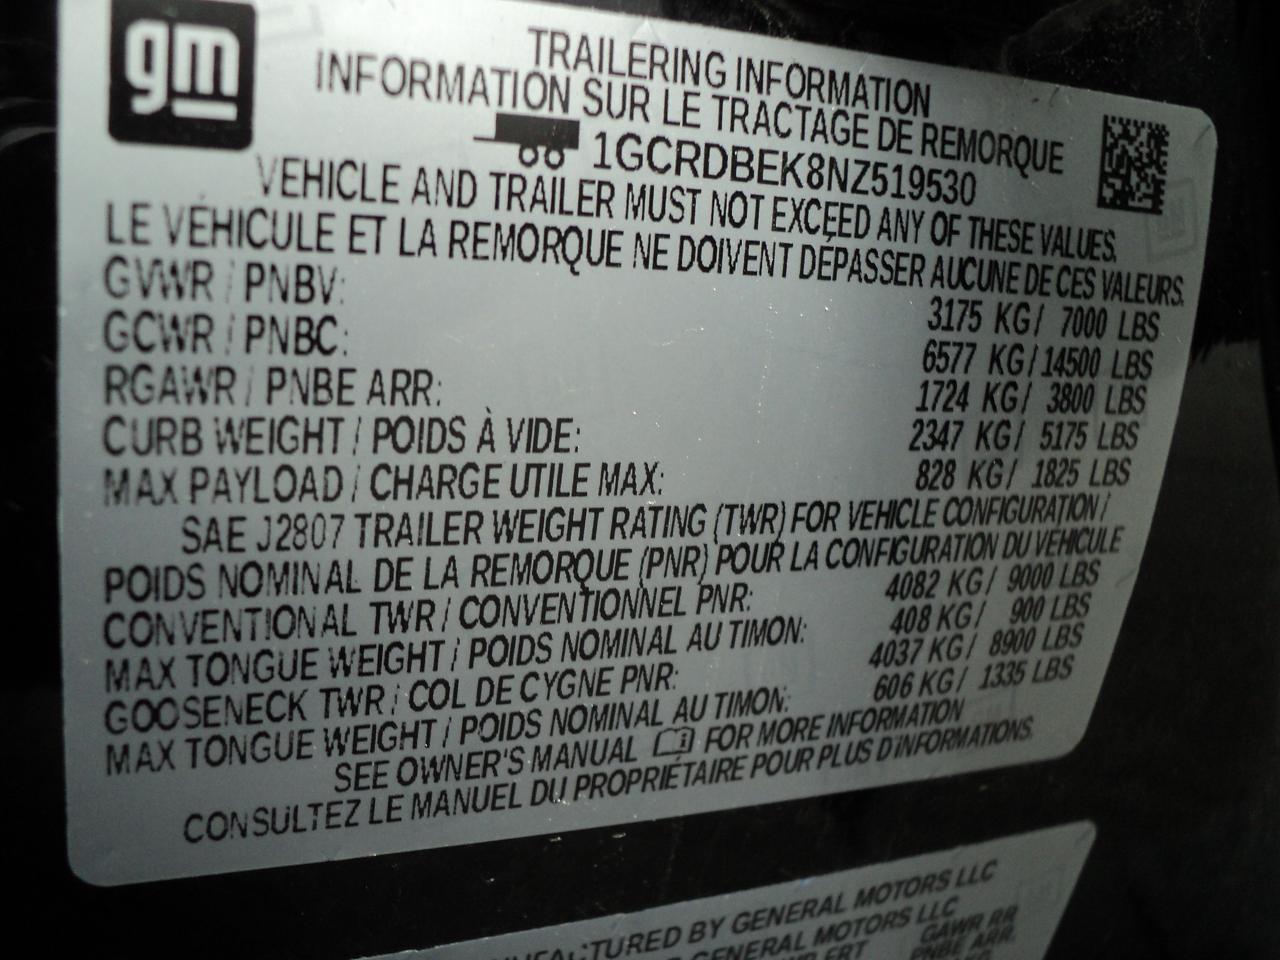 gm
TRAILERING INFORMATION
INFORMATION SUR LE TRACTAGE DE REMORQUE
1GCRDBEK8NZ519530
VEHICLE AND TRAILER MUST NOT EXCEED ANY OF THESE VALUES.
LE VÉHICULE ET LA REMORQUE NE DOIVENT DÉPASSER AUCUNE DE CES VALEURS.
GVWR / PNBV: 3175 KG/ 7000 LBS
GCWR / PNBC: 6577 KG/14500 LBS
RGAWR / PNBE ARR: 1724 KG/ 3800 LBS
CURB WEIGHT / POIDS À VIDE: 2347 KG/ 5175 LBS
MAX PAYLOAD / CHARGE UTILE MAX: 828 KG/ 1825 LBS
SAE J2807 TRAILER WEIGHT RATING (TWR) FOR VEHICLE CONFIGURATION /
POIDS NOMINAL DE LA REMORQUE (PNR) POUR LA CONFIGURATION DU VEHICULE
CONVENTIONAL TWR / CONVENTIONNEL PNR: 4082 KG/ 9000 LBS
MAX TONGUE WEIGHT / POIDS NOMINAL AU TIMON: 408 KG/ 900 LBS
GOOSENECK TWR / COL DE CYGNE PNR: 4037 KG/ 8900 LBS
MAX TONGUE WEIGHT / POIDS NOMINAL AU TIMON: 606 KG/ 1335 LBS
SEE OWNER'S MANUAL FOR MORE INFORMATION
CONSULTEZ LE MANUEL DU PROPRIÉTAIRE POUR PLUS D'INFORMATIONS.
BY GENERAL MOTORS LLC
GENERAL MOTORS LLC
GAWR RR
PNBE ARR.